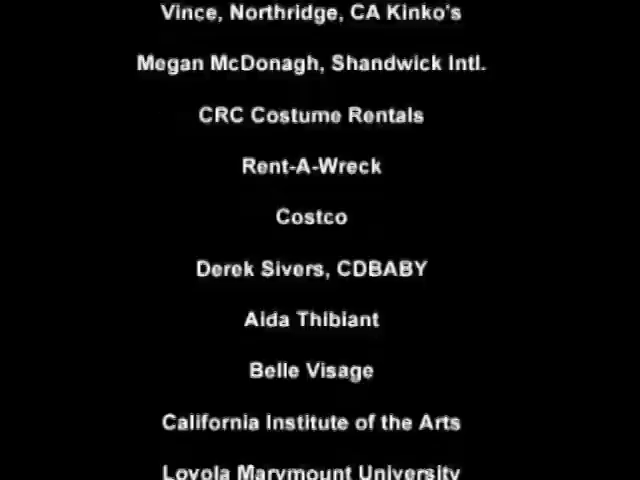 Vince, Northridge, CA Kinko's
Megan McDonagh, Shandwick Intl.
CRC Costume Rentals
Rent-A-Wreck
Costco
Derek Sivers, CDBABY
Aida Thibiant
Belle Visage
California Institute of the Arts
Loyola Marymount University